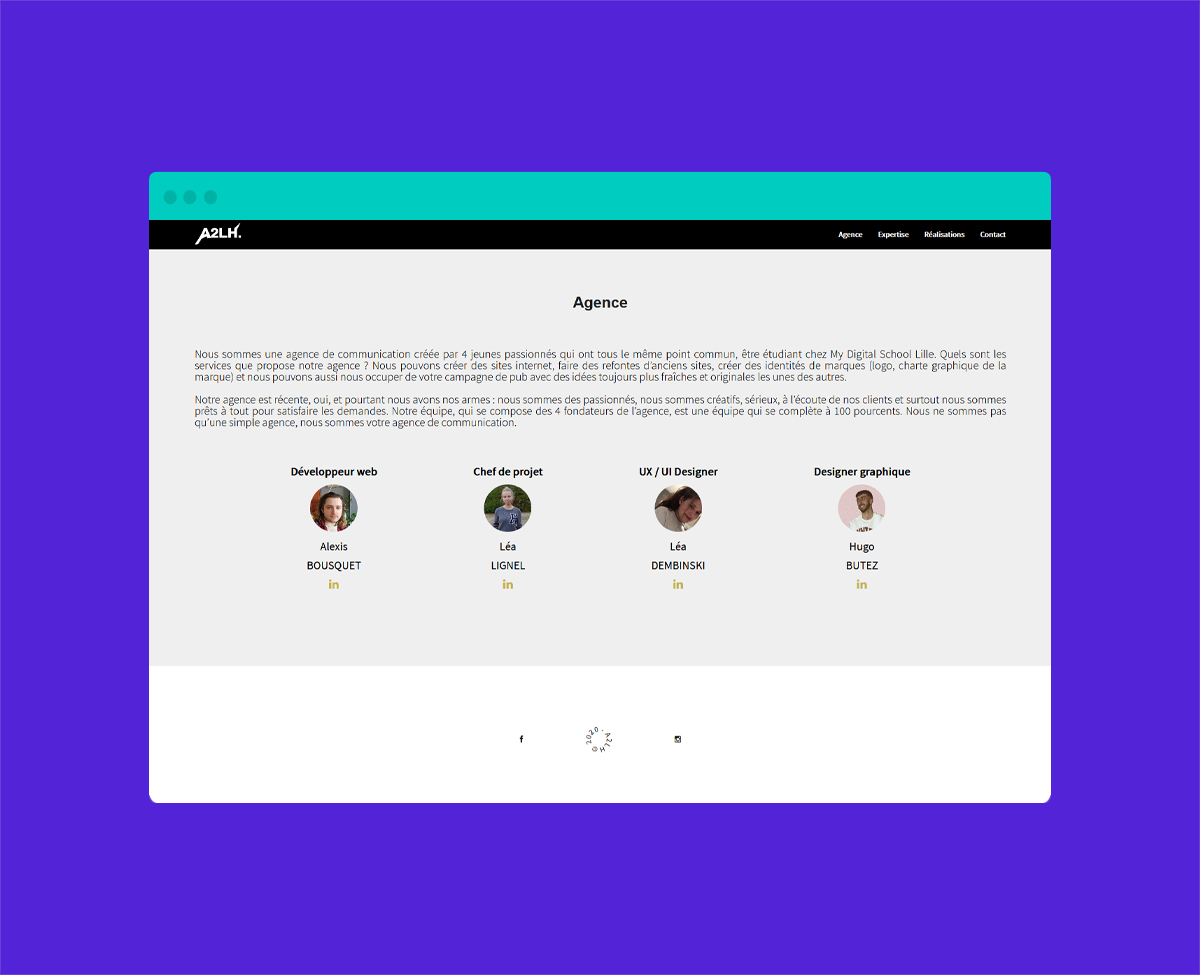 A2LH.
Agence Expertise Réalisations Contact
Agence
Nous sommes une agence de communication créée par 4 jeunes passionnés qui ont tous le même point commun, être étudiant chez My Digital School Lille. Quels sont les
services que propose notre agence ? Nous pouvons créer des sites internet, faire des refontes d'anciens sites, créer des identités de marques (logo, charte graphique de la
marque) et nous pouvons aussi nous occuper de votre campagne de pub avec des idées toujours plus fraîches et originales les unes des autres.
Notre agence est récente, oui, et pourtant nous avons nos armes : nous sommes des passionnés, nous sommes créatifs, sérieux, à l'écoute de nos clients et surtout nous sommes
prêts à tout pour satisfaire les demandes. Notre équipe, qui se compose des 4 fondateurs de l'agence, est une équipe qui se complète à 100 pourcents. Nous ne sommes pas
qu'une simple agence, nous sommes votre agence de communication.
Développeur web Chef de projet UX / UI Designer Designer graphique
Alexis Léa Léa Hugo
BOUSQUET LIGNEL DEMBINSKI BUTEZ
in in in in
f © 2020 - A2LH